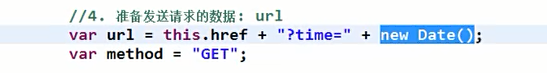 //4. 准备发送请求的数据: url
var url = this.href + "?time=" + new Date();
var method = "GET";